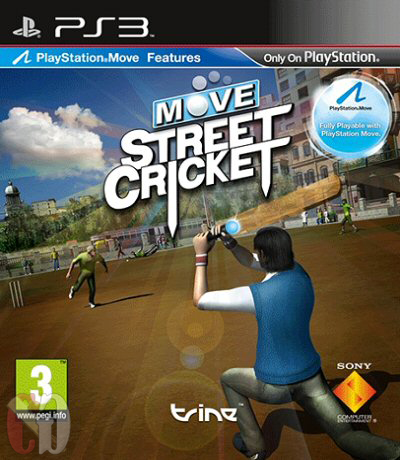 PS3
PlayStation®Move Features
Only On PlayStation®
MOVE
STREET
CRICKET
PlayStation®Move
Fully Playable with
PlayStation Move.
3
www.pegi.info
trine™
SONY
COMPUTER
ENTERTAINMENT